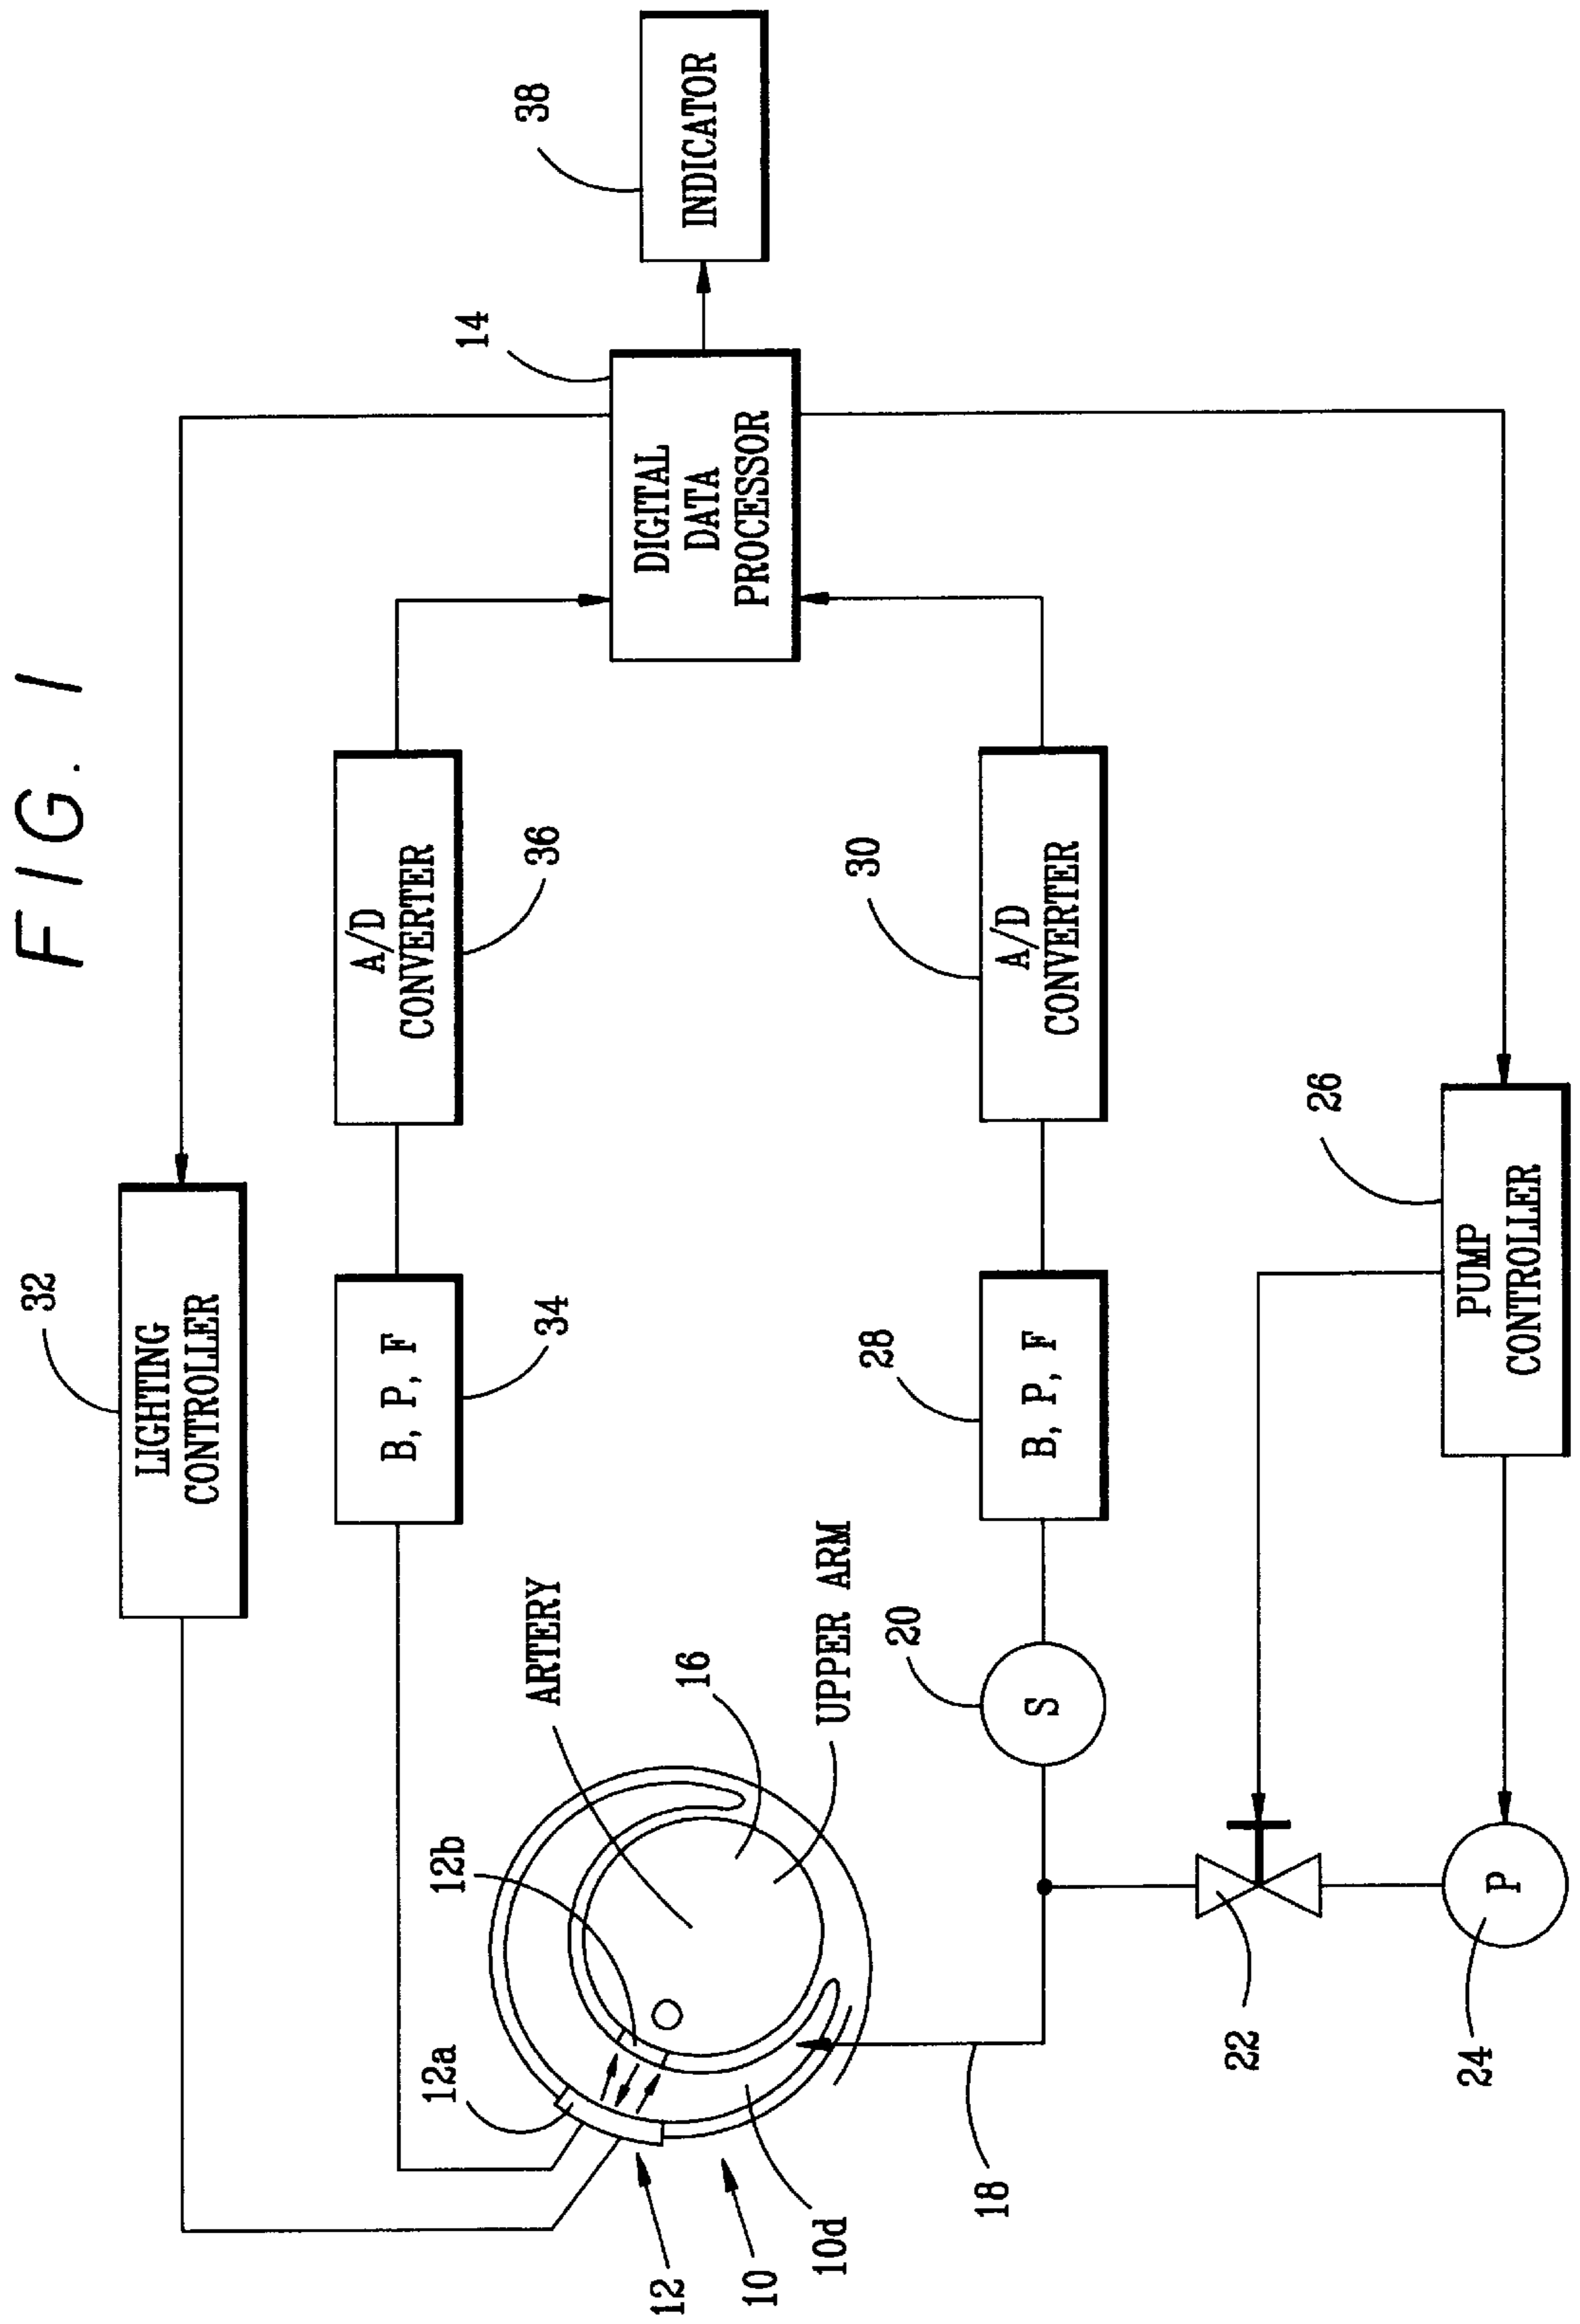 FIG. 1
32
LIGHTING
CONTROLLER
34
B, P, F
36
A/D
CONVERTER
14
DIGITAL
DATA
PROCESSOR
38
INDICATOR
12
12a
12b
ARTERY
16
UPPER ARM
10
10d
18
20
S
28
B, P, F
30
A/D
CONVERTER
22
24
P
26
PUMP
CONTROLLER